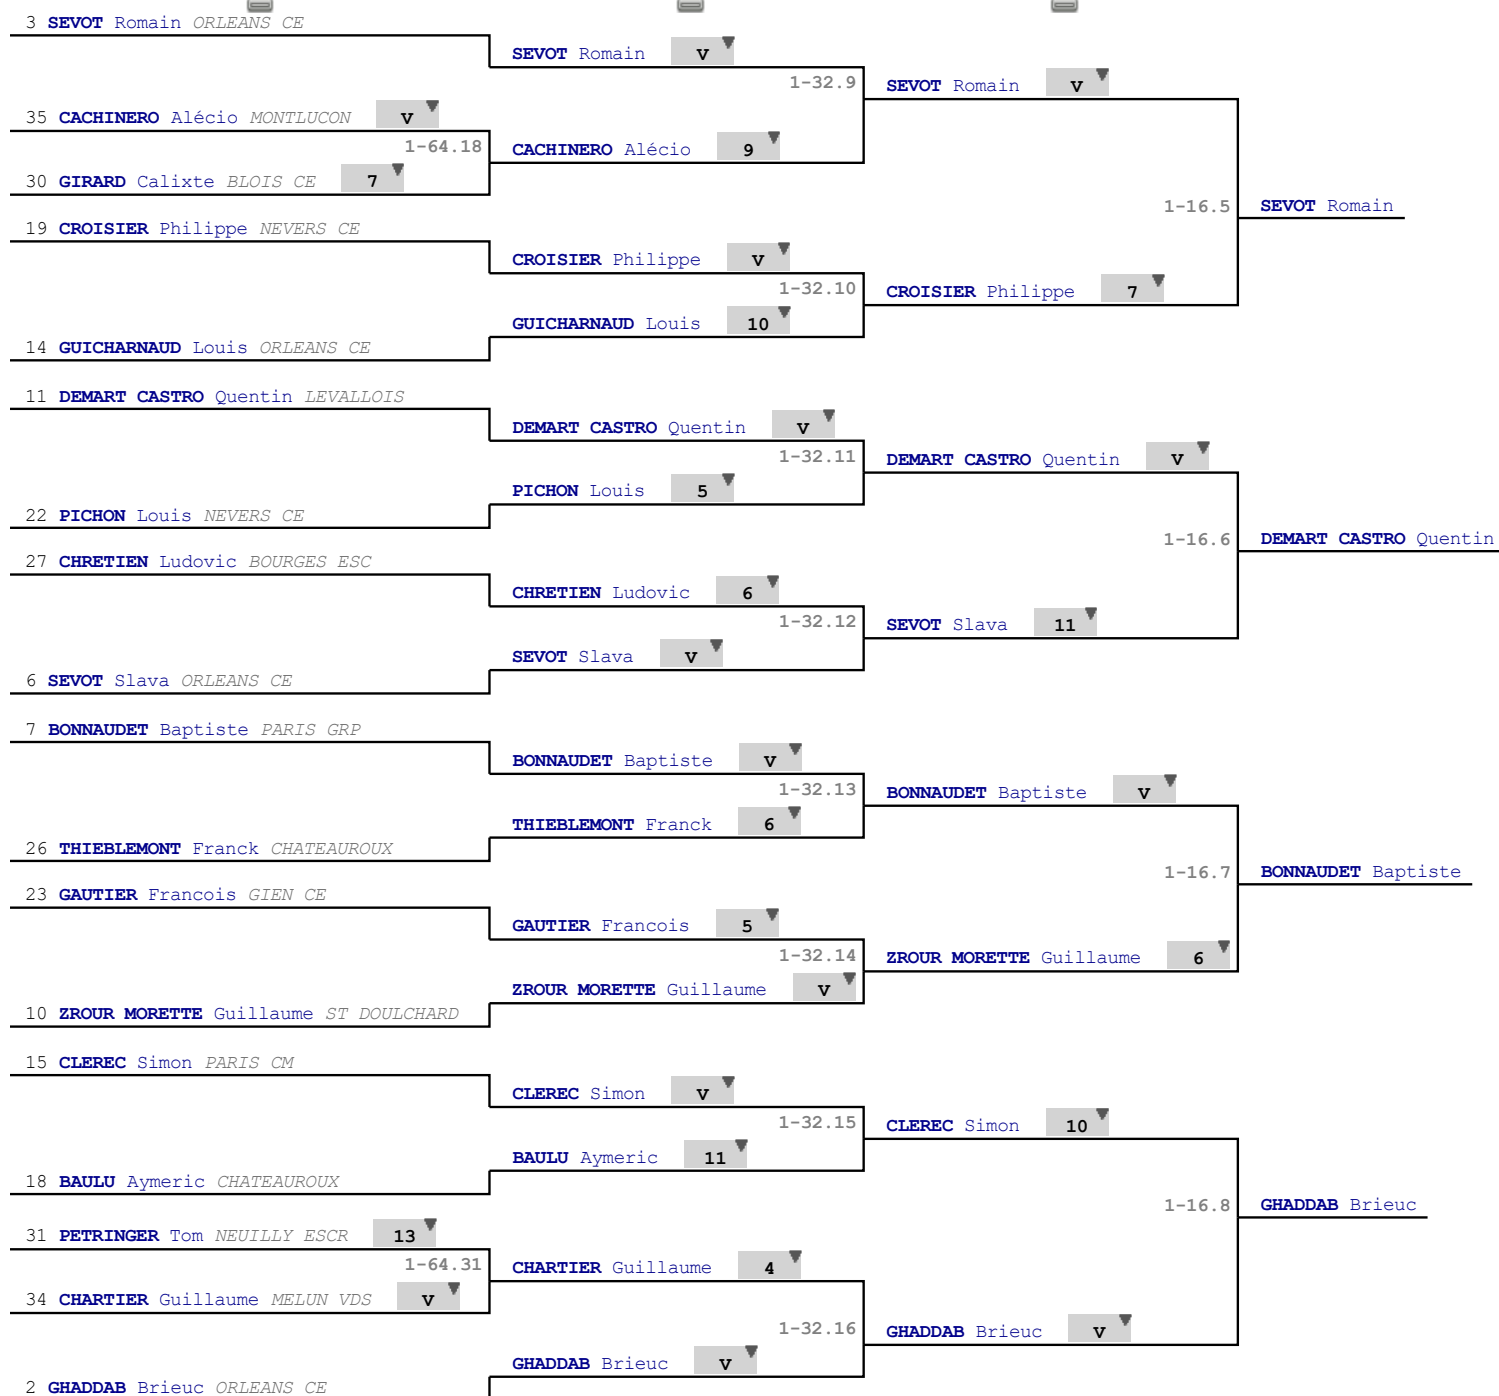 3 SEVOT Romain ORLEANS CE
SEVOT Romain V
1-32.9
SEVOT Romain V
35 CACHINERO Alécio MONTLUCON V
1-64.18
CACHINERO Alécio 9
30 GIRARD Calixte BLOIS CE 7
1-16.5
SEVOT Romain
19 CROISIER Philippe NEVERS CE
CROISIER Philippe V
1-32.10
CROISIER Philippe 7
GUICHARNAUD Louis 10
14 GUICHARNAUD Louis ORLEANS CE
11 DEMART CASTRO Quentin LEVALLOIS
DEMART CASTRO Quentin V
1-32.11
DEMART CASTRO Quentin V
PICHON Louis 5
22 PICHON Louis NEVERS CE
1-16.6
DEMART CASTRO Quentin
27 CHRETIEN Ludovic BOURGES ESC
CHRETIEN Ludovic 6
1-32.12
SEVOT Slava 11
SEVOT Slava V
6 SEVOT Slava ORLEANS CE
7 BONNAUDET Baptiste PARIS GRP
BONNAUDET Baptiste V
1-32.13
BONNAUDET Baptiste V
THIEBLEMONT Franck 6
26 THIEBLEMONT Franck CHATEAUROUX
1-16.7
BONNAUDET Baptiste
23 GAUTIER Francois GIEN CE
GAUTIER Francois 5
1-32.14
ZROUR MORETTE Guillaume 6
ZROUR MORETTE Guillaume V
10 ZROUR MORETTE Guillaume ST DOULCHARD
15 CLEREC Simon PARIS CM
CLEREC Simon V
1-32.15
CLEREC Simon 10
BAULU Aymeric 11
18 BAULU Aymeric CHATEAUROUX
1-16.8
GHADDAB Brieuc
31 PETRINGER Tom NEUILLY ESCR 13
1-64.31
CHARTIER Guillaume 4
34 CHARTIER Guillaume MELUN VDS V
1-32.16
GHADDAB Brieuc V
GHADDAB Brieuc V
2 GHADDAB Brieuc ORLEANS CE